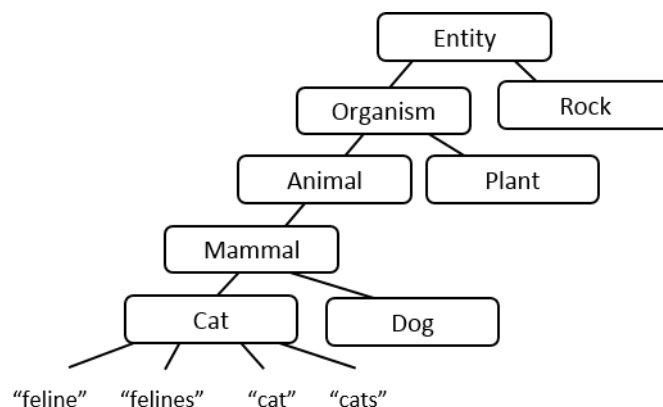 Entity
Organism
Rock
Animal
Plant
Mammal
Cat
Dog
“feline” “felines” “cat” “cats”